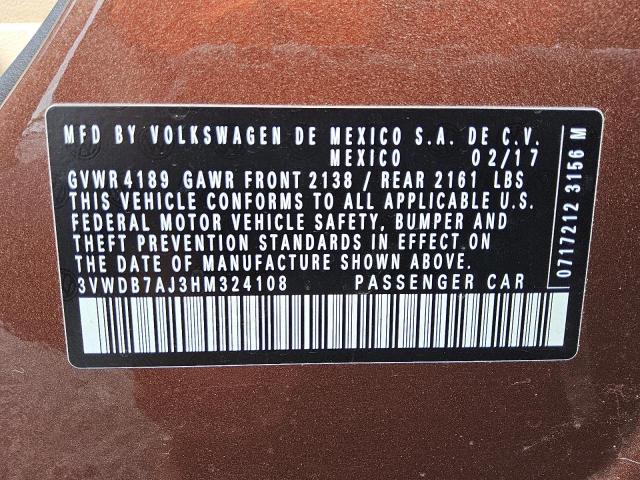 MFD BY VOLKSWAGEN DE MEXICO S.A. DE C.V.
MEXICO 02/17
GVWR 4189 GAWR FRONT 2138 / REAR 2161 LBS
THIS VEHICLE CONFORMS TO ALL APPLICABLE U.S.
FEDERAL MOTOR VEHICLE SAFETY, BUMPER AND
THEFT PREVENTION STANDARDS IN EFFECT ON
THE DATE OF MANUFACTURE SHOWN ABOVE.
3VWDB7AJ3HM324108 PASSENGER CAR
0717212 3156 M